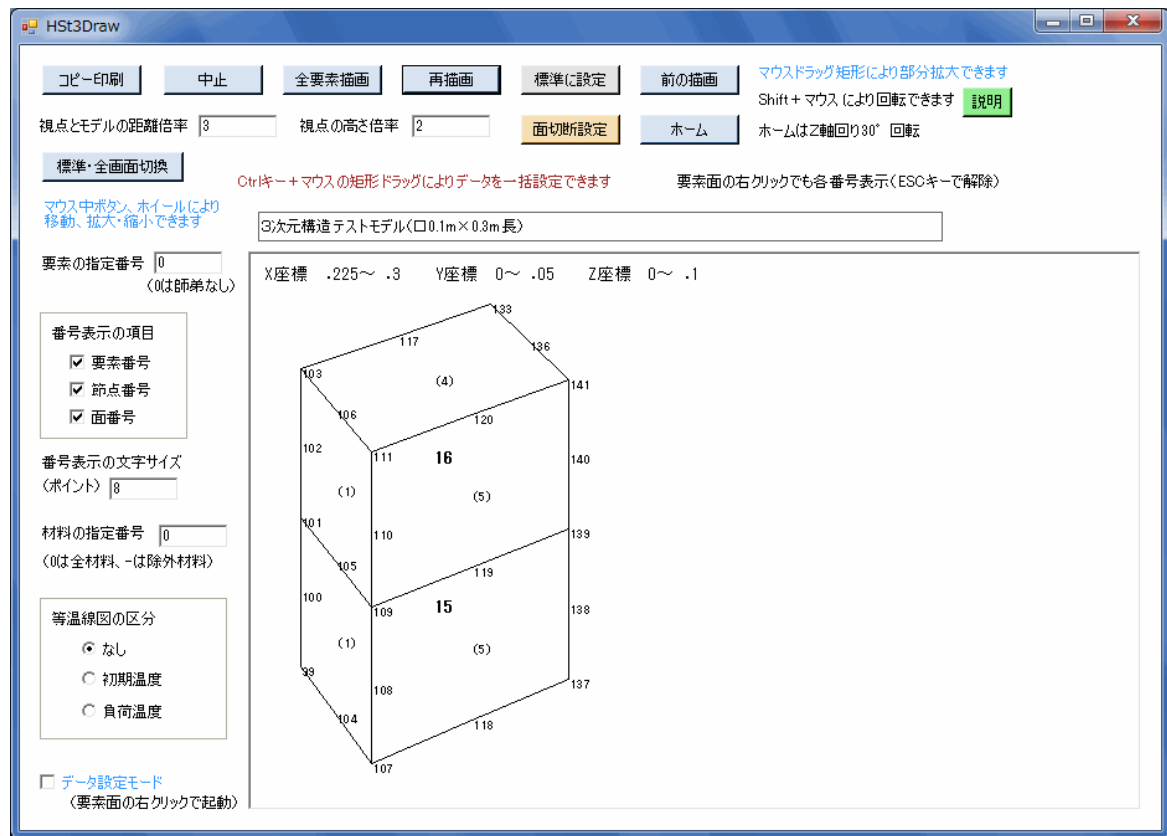 HSt3Draw
コピー印刷 中止 全要素描画 再描画 標準に設定 前の描画 マウスドラッグ矩形により部分拡大できます
Shift+マウスにより回転できます 説明
視点とモデルの距離倍率 3 視点の高さ倍率 2 面切断設定 ホーム ホームはZ軸回り30°回転
標準・全画面切換
Ctrlキー+マウスの矩形ドラッグによりデータを一括設定できます 要素面の右クリックでも各番号表示(ESCキーで解除)
マウス中ボタン、ホイールにより
移動、拡大・縮小できます
3次元構造テストモデル(口0.1m×0.3m長)
要素の指定番号 0
(0は師弟なし)
X座標 .225~ .3 Y座標 0~ .05 Z座標 0~ .1
番号表示の項目
要素番号
節点番号
面番号
番号表示の文字サイズ
(ポイント) 8
材料の指定番号 0
(0は全材料、-は除外材料)
等温線図の区分
なし
初期温度
負荷温度
データ設定モード
(要素面の右クリックで起動)
133
117
136
103
(4)
141
106
120
102
111
16
140
(1)
(5)
101
110
139
105
119
100
109
15
138
(1)
(5)
99
108
137
104
118
107